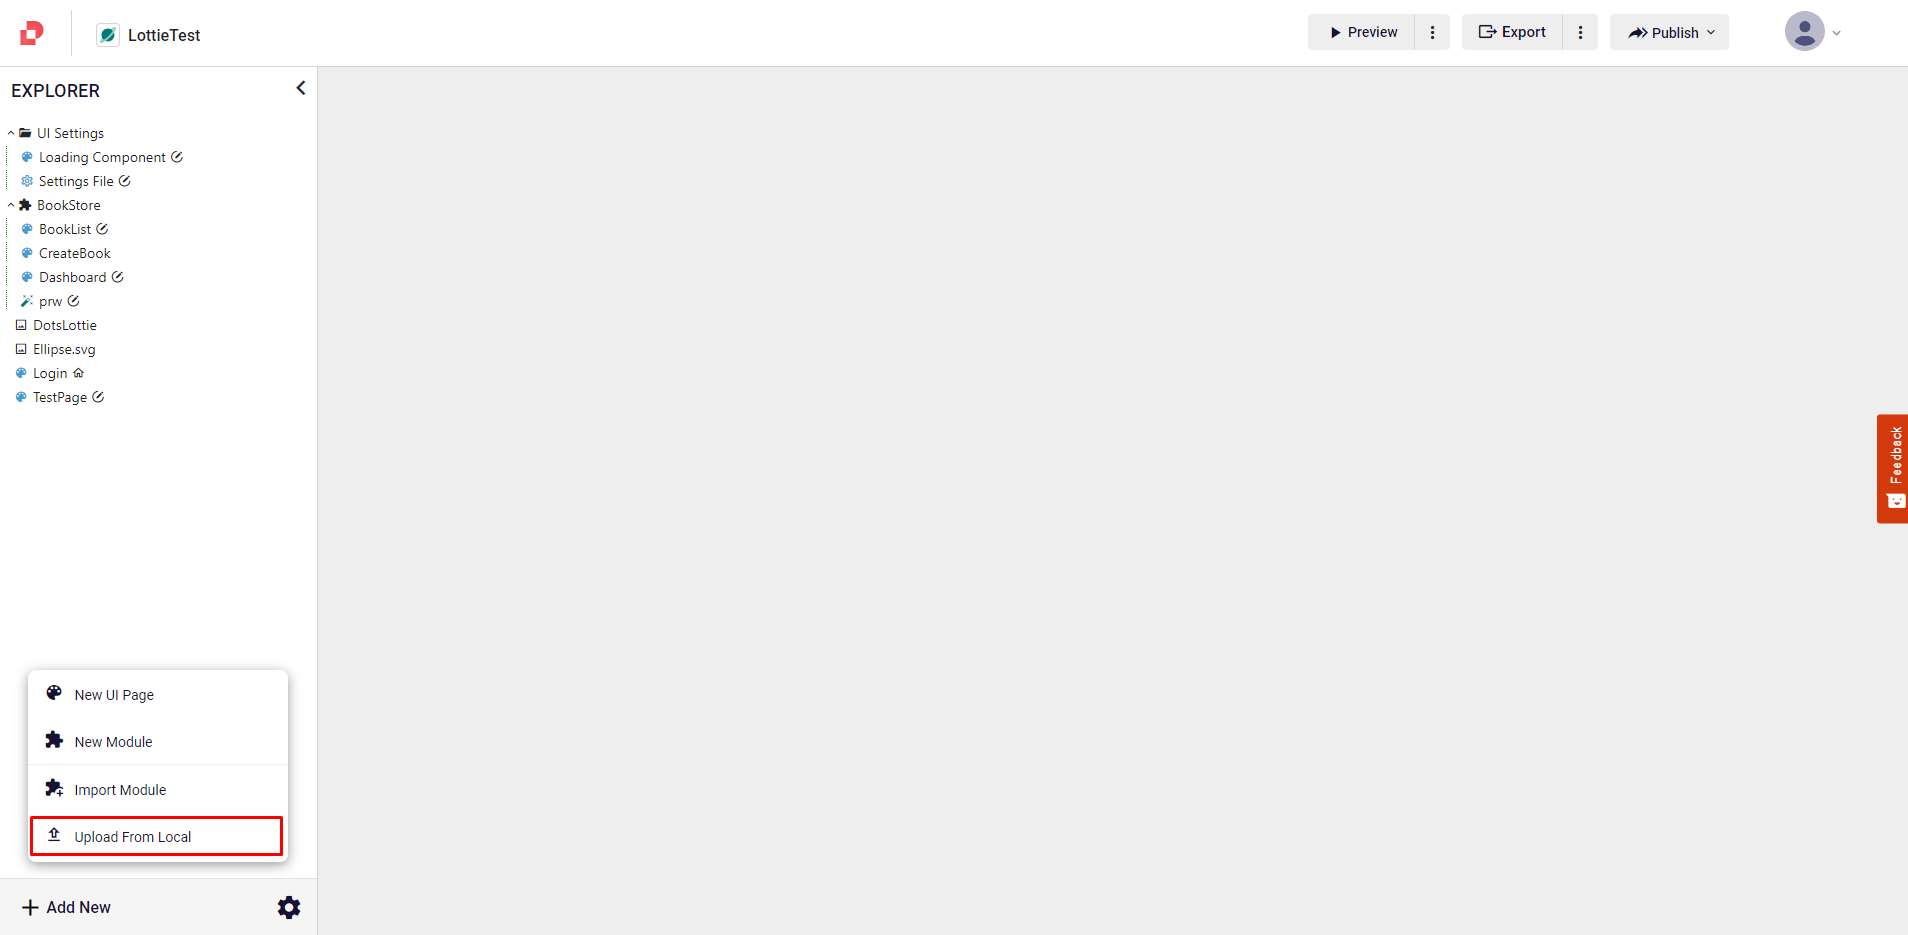 LottieTest
Preview
Export
Publish
EXPLORER
UI Settings
Loading Component
Settings File
BookStore
BookList
CreateBook
Dashboard
prw
DotsLottie
Ellipse.svg
Login
TestPage
Feedback
New UI Page
New Module
Import Module
Upload From Local
Add New